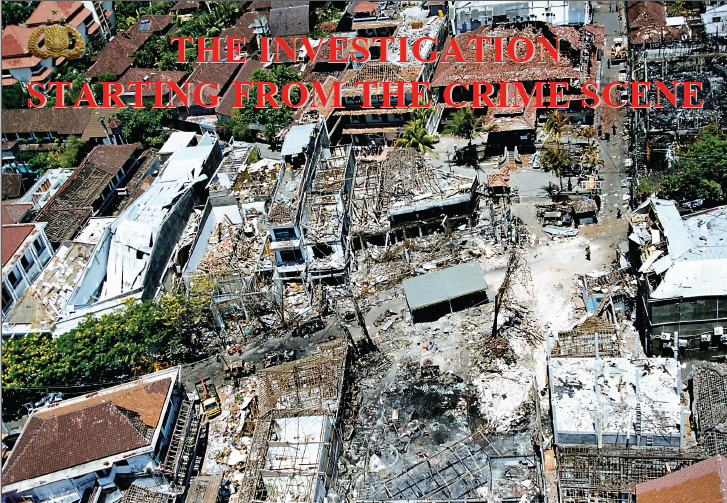 THE INVESTIGATION
STARTING FROM THE CRIME SCENE